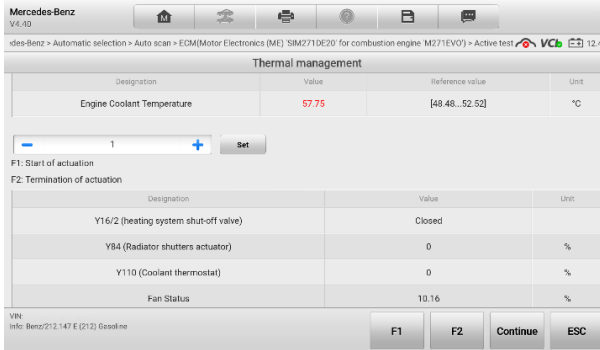 Mercedes-Benz
V4.40
des-Benz > Automatic selection > Auto scan > ECM(Motor Electronics (ME) 'SIM271DE20' for combustion engine 'M271EVO') > Active test VCI 12.4
Thermal management
Designation Value Reference value Unit
Engine Coolant Temperature 57.75 [48.48...52.52] °C
1 Set
F1: Start of actuation
F2: Termination of actuation
Designation Value Unit
Y16/2 (heating system shut-off valve) Closed
Y84 (Radiator shutters actuator) 0 %
Y110 (Coolant thermostat) 0 %
Fan Status 10.16 %
VIN:
Info: Benz/212.147 E (212) Gasoline
F1 F2 Continue ESC